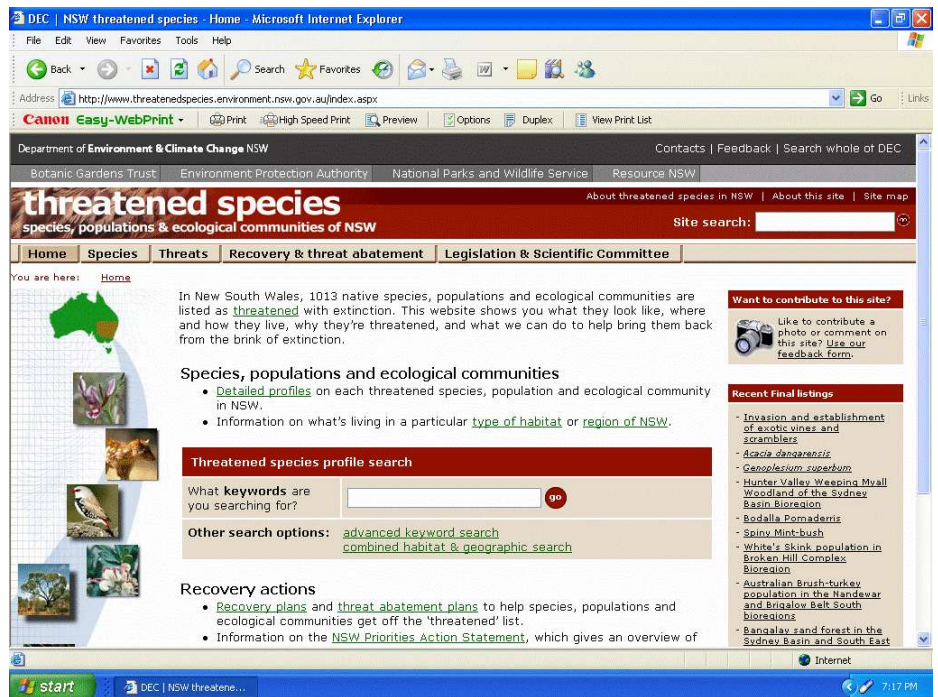 DEC | NSW threatened species - Home - Microsoft Internet Explorer
File Edit View Favorites Tools Help
Back Search Favorites
Address http://www.threatenedspecies.environment.nsw.gov.au/index.aspx Go Links
Canon Easy-WebPrint Print High Speed Print Preview Options Duplex View Print List
Department of Environment & Climate Change NSW Contacts | Feedback | Search whole of DEC
Botanic Gardens Trust Environment Protection Authority National Parks and Wildlife Service Resource NSW
threatened species
species, populations & ecological communities of NSW
About threatened species in NSW | About this site | Site map
Site search:
Home Species Threats Recovery & threat abatement Legislation & Scientific Committee
You are here: Home
In New South Wales, 1013 native species, populations and ecological communities are
listed as threatened with extinction. This website shows you what they look like, where
and how they live, why they're threatened, and what we can do to help bring them back
from the brink of extinction.
Species, populations and ecological communities
• Detailed profiles on each threatened species, population and ecological community
in NSW.
• Information on what's living in a particular type of habitat or region of NSW.
Threatened species profile search
What keywords are
you searching for?
go
Other search options: advanced keyword search
combined habitat & geographic search
Recovery actions
• Recovery plans and threat abatement plans to help species, populations and
ecological communities get off the 'threatened' list.
• Information on the NSW Priorities Action Statement, which gives an overview of
Want to contribute to this site?
Like to contribute a
photo or comment on
this site? Use our
feedback form.
Recent Final listings
- Invasion and establishment
of exotic vines and
scramblers
- Acacia dangarensis
- Genoplesium superbum
- Hunter Valley Weeping Myall
Woodland of the Sydney
Basin Bioregion
- Bodalla Pomaderris
- Spiny Mint-bush
- White's Skink population in
Broken Hill Complex
Bioregion
- Australian Brush-turkey
population in the Nandewar
and Brigalow Belt South
bioregions
- Bangalay sand forest in the
Sydney Basin and South East
Internet
start DEC | NSW threatene... 7:17 PM